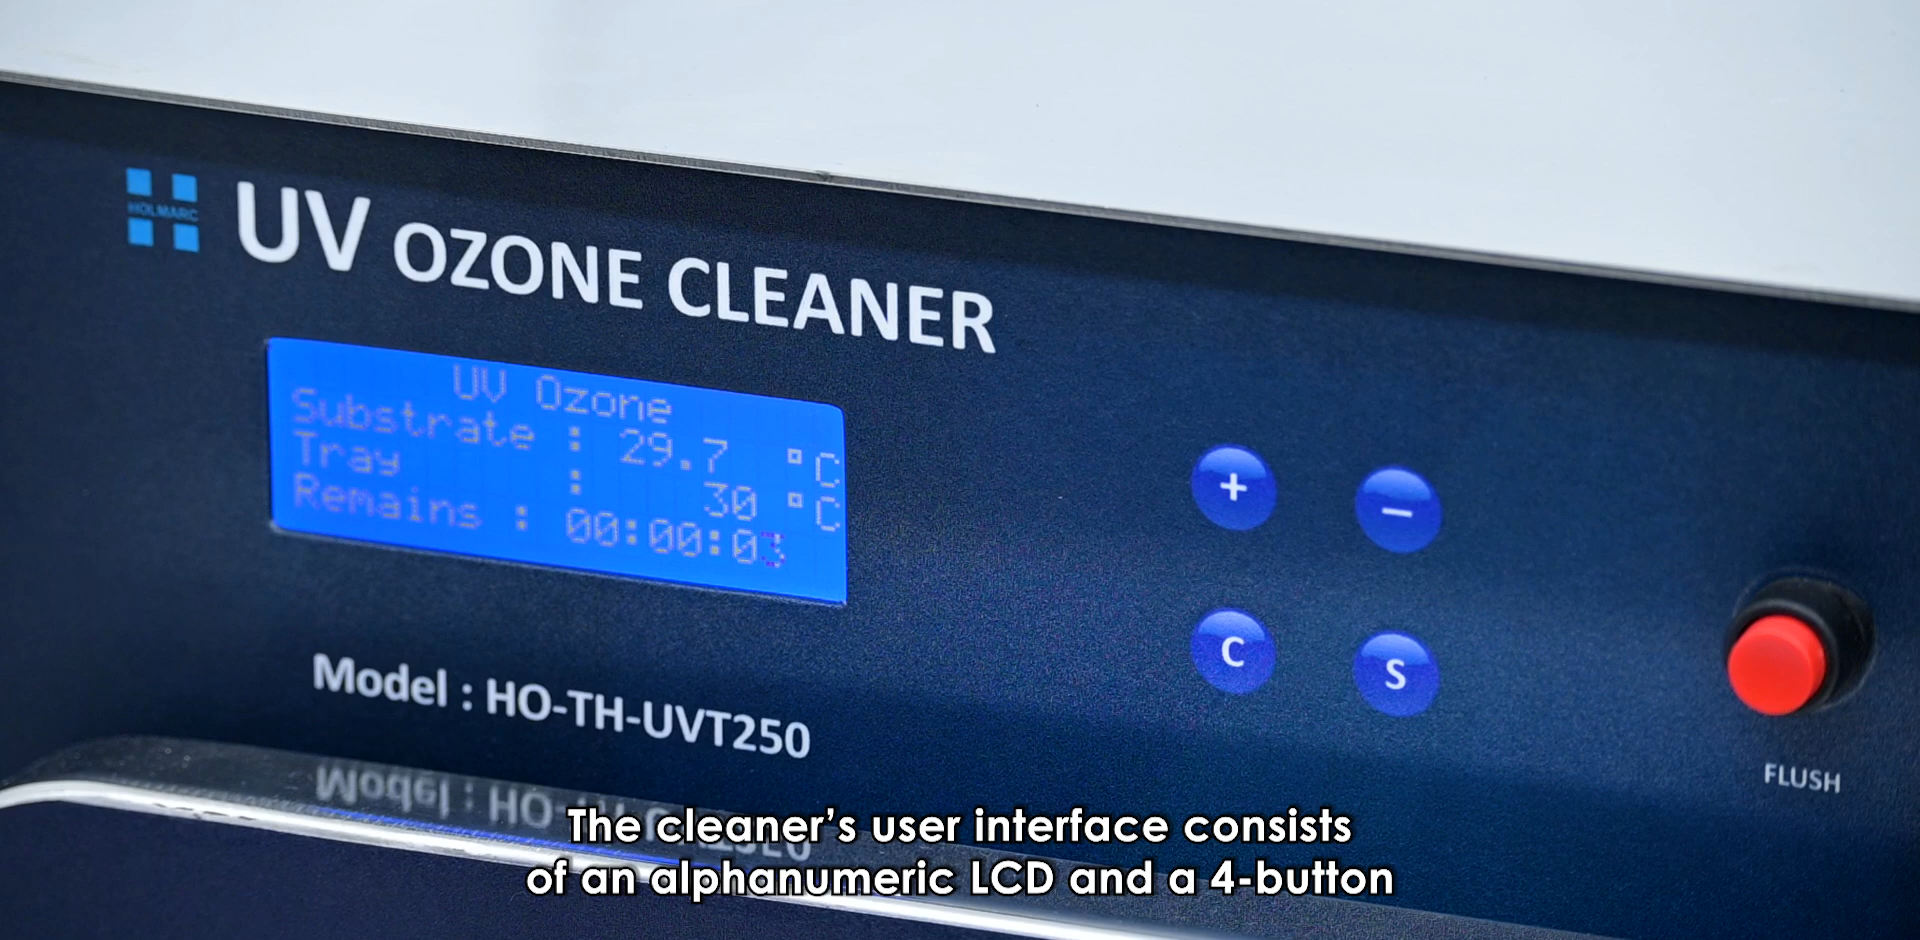 HOLMARC
UV OZONE CLEANER
UV Ozone
Substrate : 29.7 °C
Tray : 30 °C
Remains : 00:00:03
+
−
C
S
FLUSH
Model : HO-TH-UVT250
The cleaner’s user interface consists
of an alphanumeric LCD and a 4-button